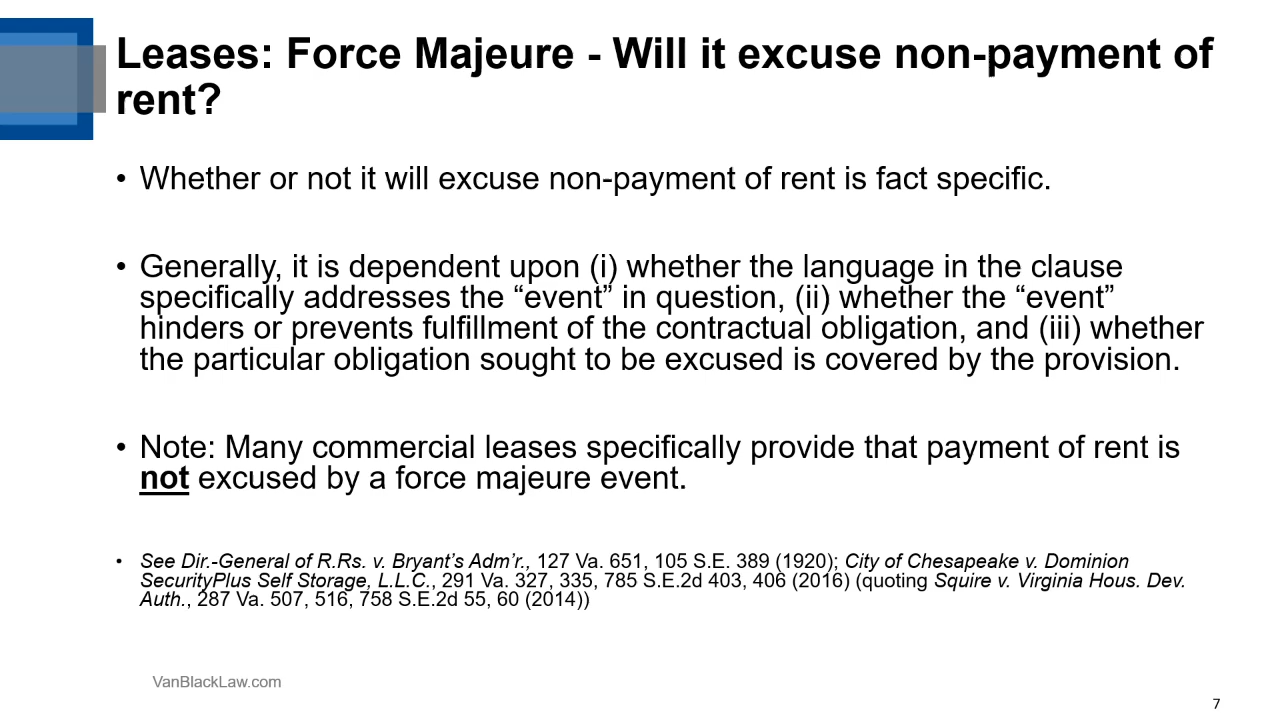 Leases: Force Majeure - Will it excuse non-payment of
rent?
• Whether or not it will excuse non-payment of rent is fact specific.
• Generally, it is dependent upon (i) whether the language in the clause
specifically addresses the “event” in question, (ii) whether the “event”
hinders or prevents fulfillment of the contractual obligation, and (iii) whether
the particular obligation sought to be excused is covered by the provision.
• Note: Many commercial leases specifically provide that payment of rent is
not excused by a force majeure event.
• See Dir.-General of R.Rs. v. Bryant’s Adm’r., 127 Va. 651, 105 S.E. 389 (1920); City of Chesapeake v. Dominion
SecurityPlus Self Storage, L.L.C., 291 Va. 327, 335, 785 S.E.2d 403, 406 (2016) (quoting Squire v. Virginia Hous. Dev.
Auth., 287 Va. 507, 516, 758 S.E.2d 55, 60 (2014))
VanBlackLaw.com
7